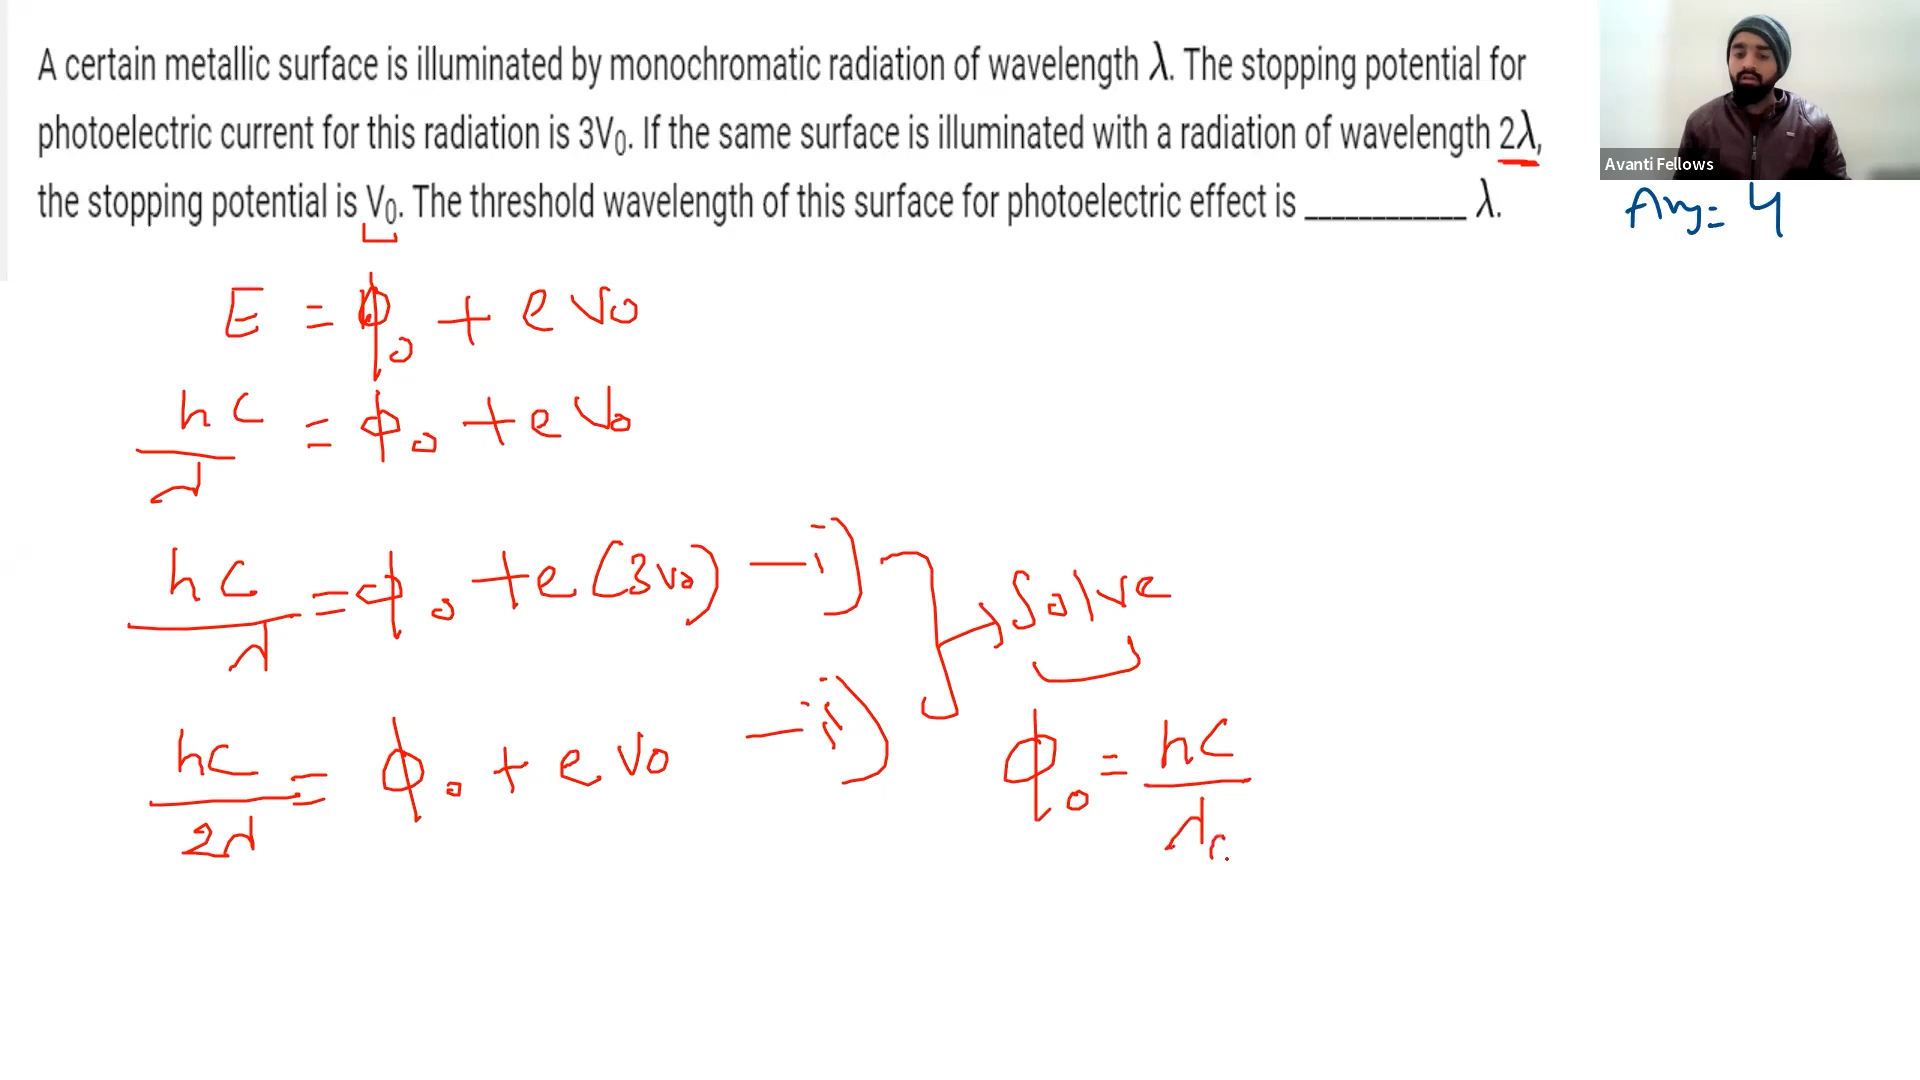 A certain metallic surface is illuminated by monochromatic radiation of wavelength λ. The stopping potential for
photoelectric current for this radiation is 3V₀. If the same surface is illuminated with a radiation of wavelength 2λ,
the stopping potential is V₀. The threshold wavelength of this surface for photoelectric effect is ____________ λ.
Avanti Fellows
Ans = 4
E = ϕ₀ + eV₀
hc/λ = ϕ₀ + eV₀
hc/λ = ϕ₀ + e(3V₀) — i)
Solve
hc/2λ = ϕ₀ + eV₀ — ii)
ϕ₀ = hc/λ